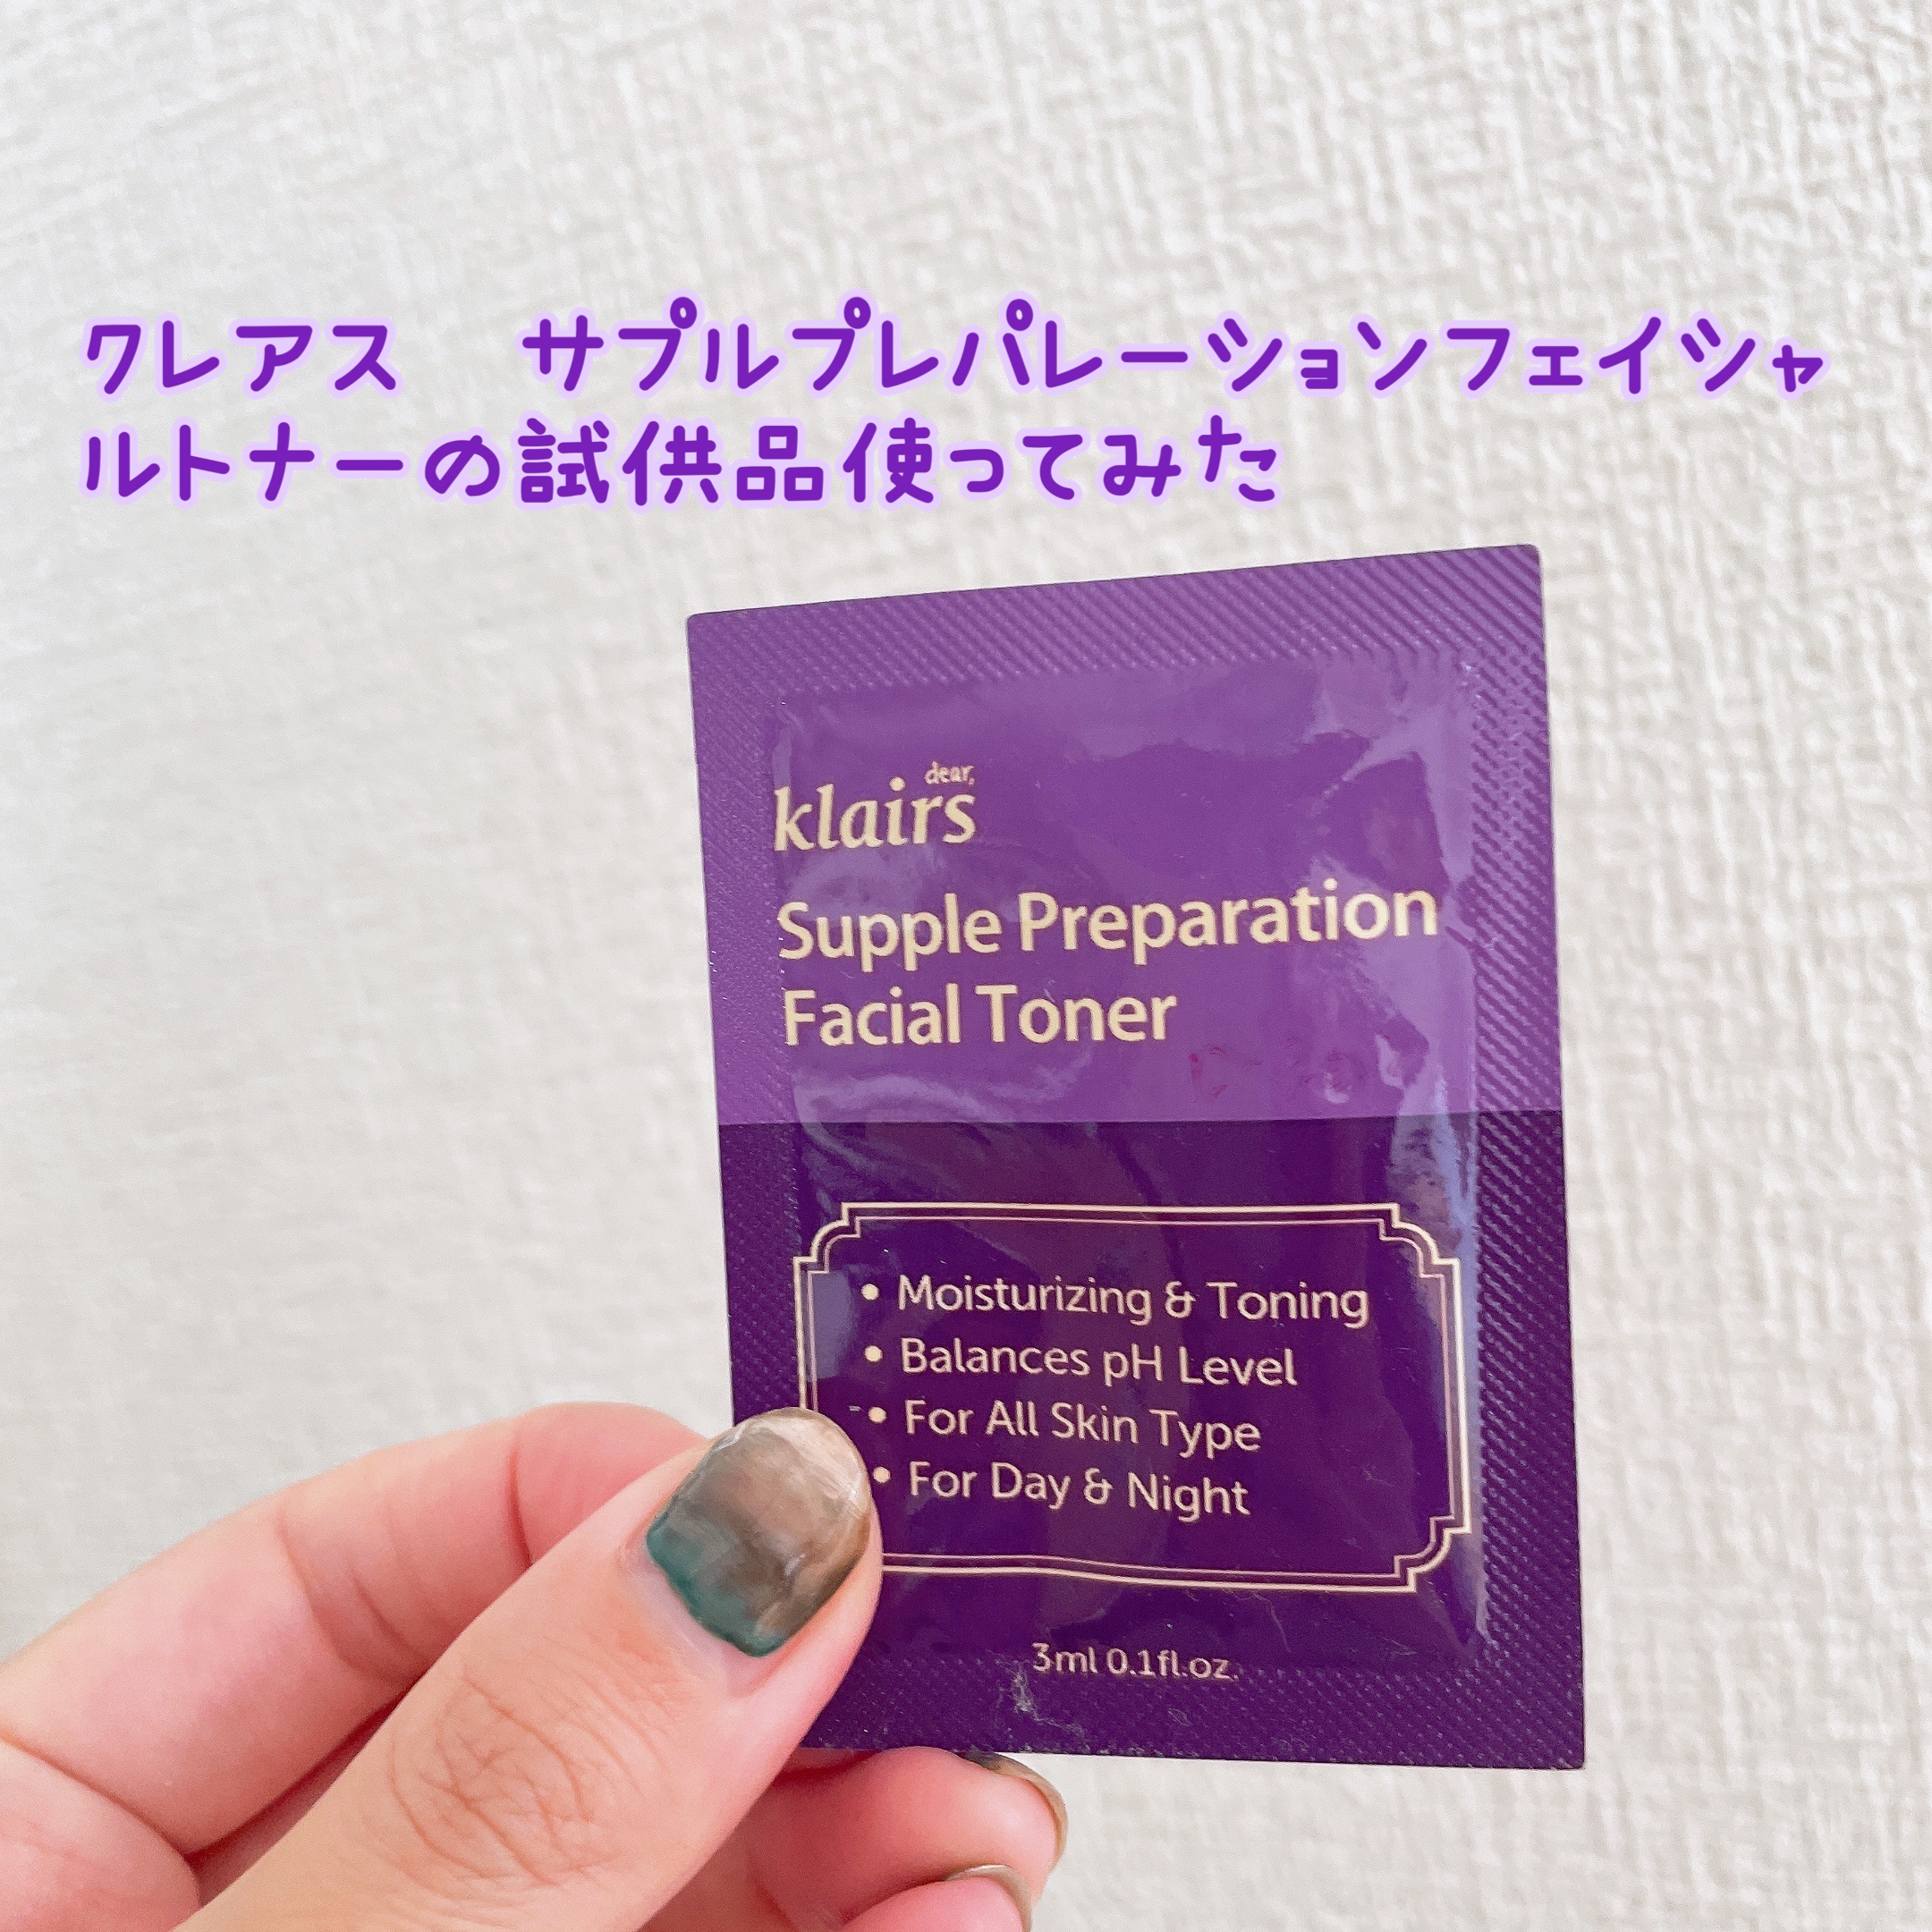 クレアス　サプルプレパレーションフェイシャ
ルトナーの試供品使ってみた
dear,
klairs
Supple Preparation
Facial Toner
• Moisturizing & Toning
• Balances pH Level
• For All Skin Type
• For Day & Night
3ml 0.1fl.oz.